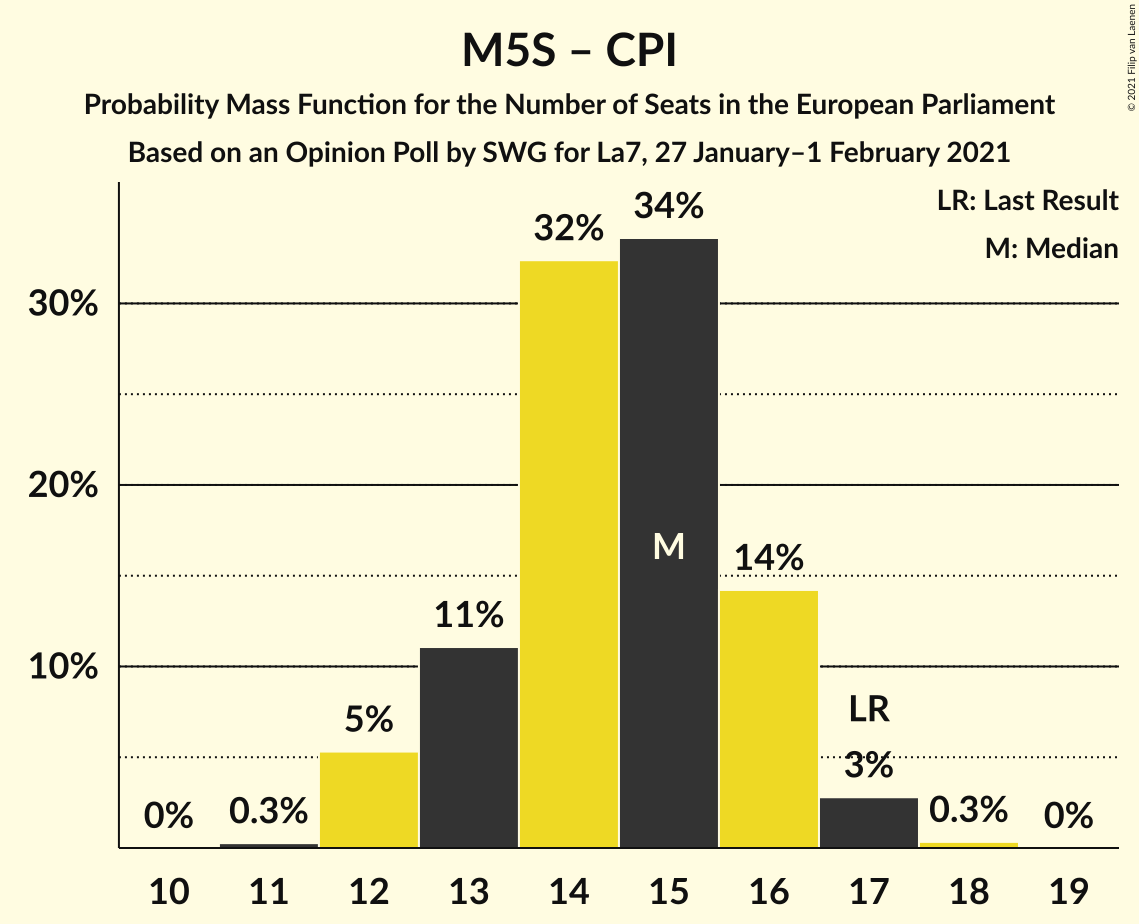 M5S – CPI
Probability Mass Function for the Number of Seats in the European Parliament
Based on an Opinion Poll by SWG for La7, 27 January–1 February 2021
© 2021 Filip van Laenen
LR: Last Result
M: Median
30%
20%
10%
0%
0.3%
5%
11%
32%
34%
M
14%
LR
3%
0.3%
0%
10 11 12 13 14 15 16 17 18 19